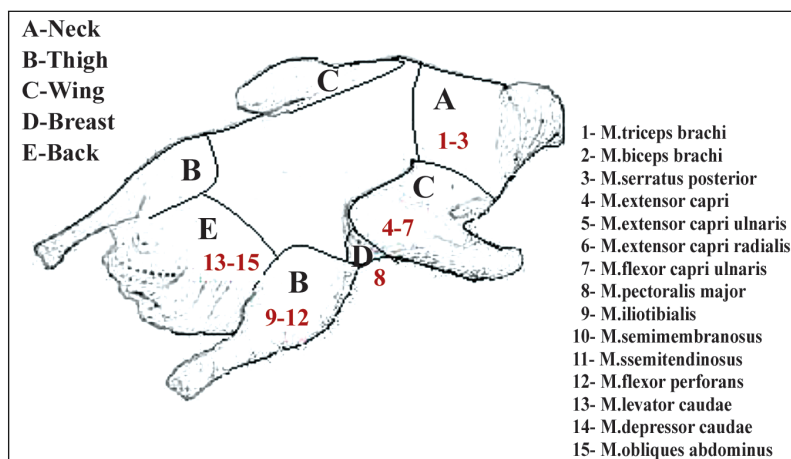 A-Neck
B-Thigh
C-Wing
D-Breast
E-Back
C
A
1-3
B
C
4-7
E
13-15
D
8
B
9-12
1- M.triceps brachi
2- M.biceps brachi
3- M.serratus posterior
4- M.extensor capri
5- M.extensor capri ulnaris
6- M.extensor capri radialis
7- M.flexor capri ulnaris
8- M.pectoralis major
9- M.iliotibialis
10- M.semimembranosus
11- M.ssemitendinosus
12- M.flexor perforans
13- M.levator caudae
14- M.depressor caudae
15- M.obliques abdominus